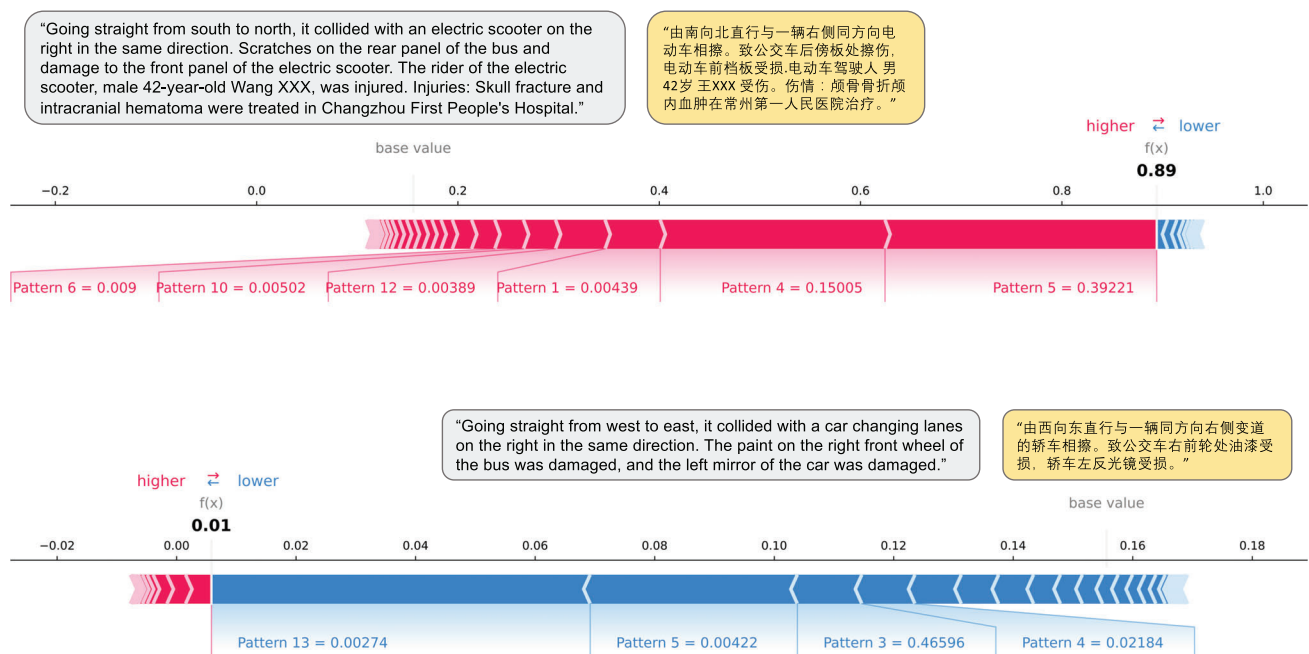 “Going straight from south to north, it collided with an electric scooter on the
right in the same direction. Scratches on the rear panel of the bus and
damage to the front panel of the electric scooter. The rider of the electric
scooter, male 42-year-old Wang XXX, was injured. Injuries: Skull fracture and
intracranial hematoma were treated in Changzhou First People's Hospital.”
“由南向北直行与一辆右侧同方向电
动车相擦。致公交车后傍板处擦伤,
电动车前档板受损.电动车驾驶人 男
42岁 王XXX 受伤。伤情：颅骨骨折颅
内血肿在常州第一人民医院治疗。”
higher ⇄ lower
base value
f(x)
0.89
−0.2 0.0 0.2 0.4 0.6 0.8 1.0
Pattern 6 = 0.009 Pattern 10 = 0.00502 Pattern 12 = 0.00389 Pattern 1 = 0.00439 Pattern 4 = 0.15005 Pattern 5 = 0.39221
“Going straight from west to east, it collided with a car changing lanes
on the right in the same direction. The paint on the right front wheel of
the bus was damaged, and the left mirror of the car was damaged.”
“由西向东直行与一辆同方向右侧变道
的轿车相擦。致公交车右前轮处油漆受
损，轿车左反光镜受损。”
higher ⇄ lower
f(x)
base value
0.01
−0.02 0.00 0.02 0.04 0.06 0.08 0.10 0.12 0.14 0.16 0.18
Pattern 13 = 0.00274 Pattern 5 = 0.00422 Pattern 3 = 0.46596 Pattern 4 = 0.02184